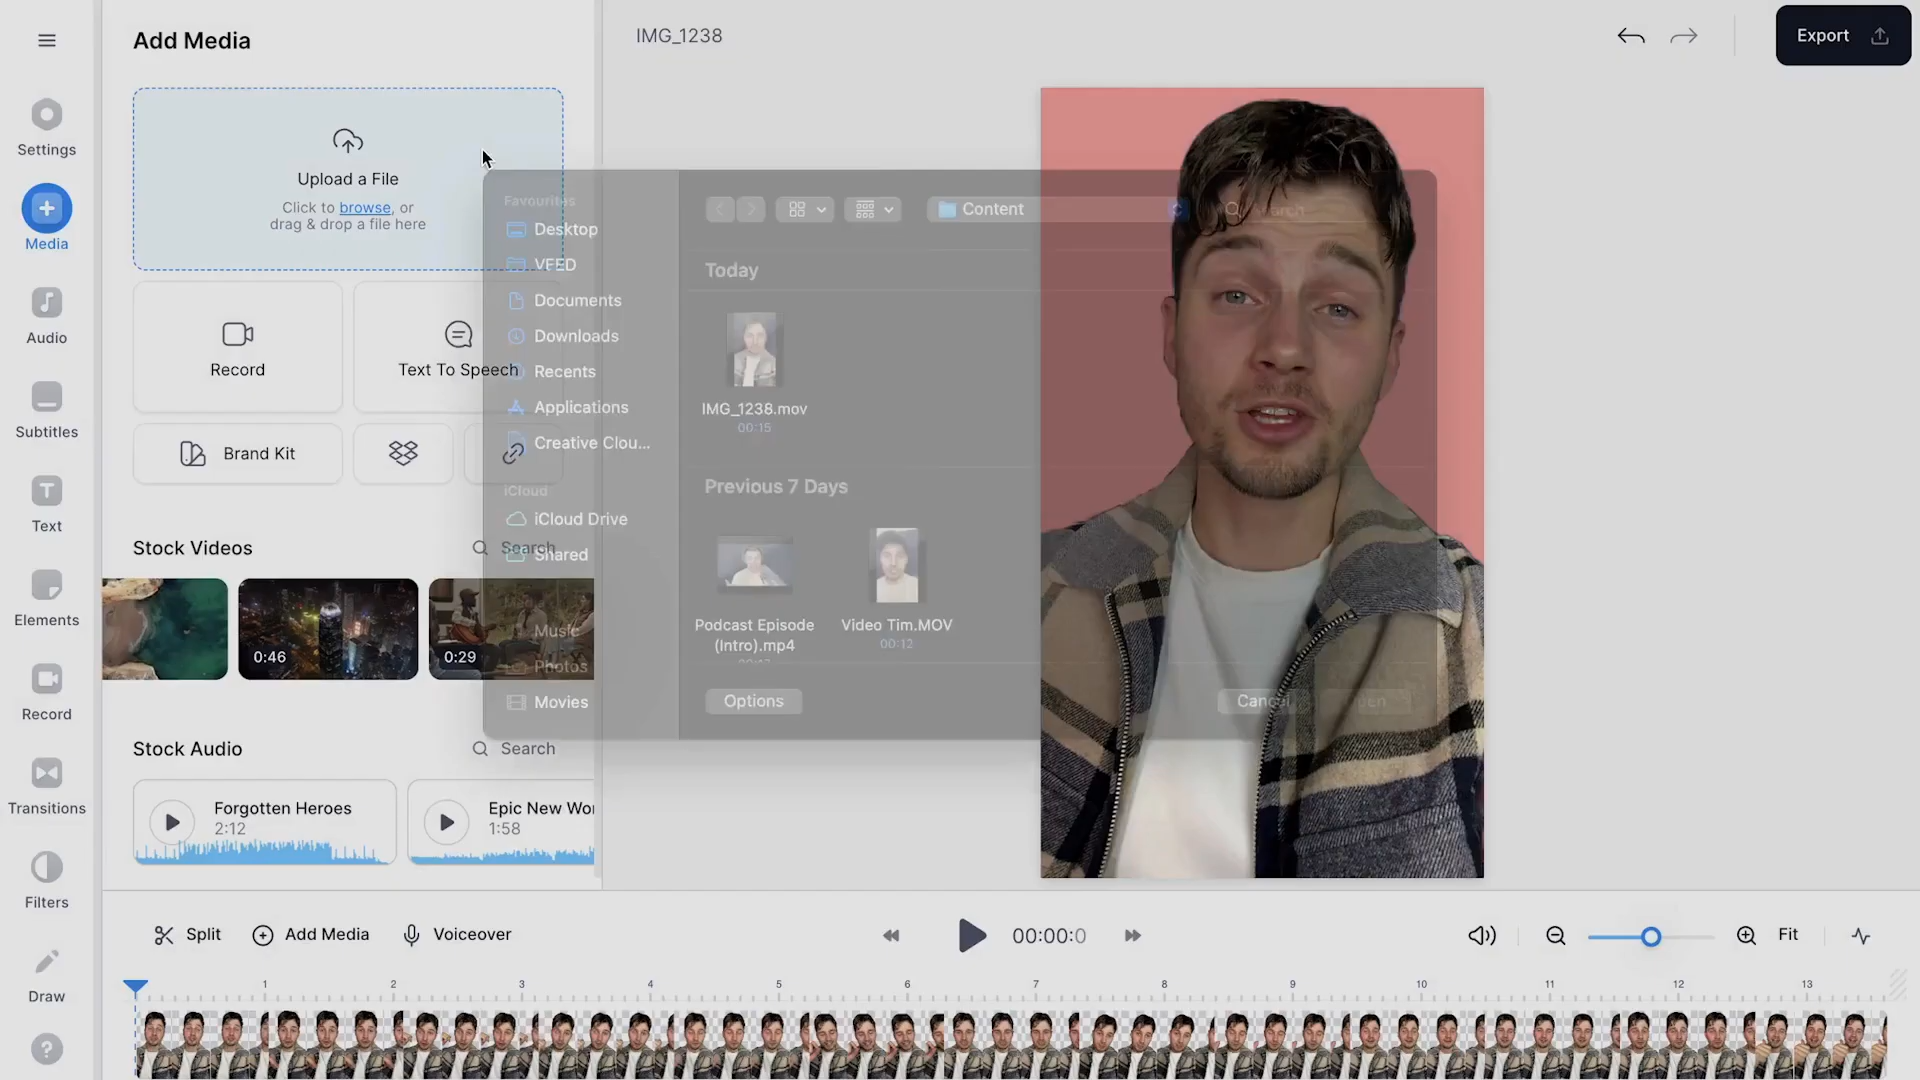 Add Media
IMG_1238
Export
Settings
Upload a File
Click to browse, or
drag & drop a file here
Media
Audio
Record
Text To Speech
Subtitles
Brand Kit
Text
Stock Videos
Search
Elements
0:46
0:29
Record
Stock Audio
Search
Transitions
Forgotten Heroes
2:12
Epic New Wor
1:58
Filters
Draw
Favourites
Desktop
VEED
Documents
Downloads
Recents
Applications
Creative Clou...
iCloud
iCloud Drive
Shared
Music
Photos
Movies
Content
Search
Today
IMG_1238.mov
00:15
Previous 7 Days
Podcast Episode
(Intro).mp4
Video Tim.MOV
00:12
Options
Cancel
Split
Add Media
Voiceover
00:00:0
Fit
1 2 3 4 5 6 7 8 9 10 11 12 13